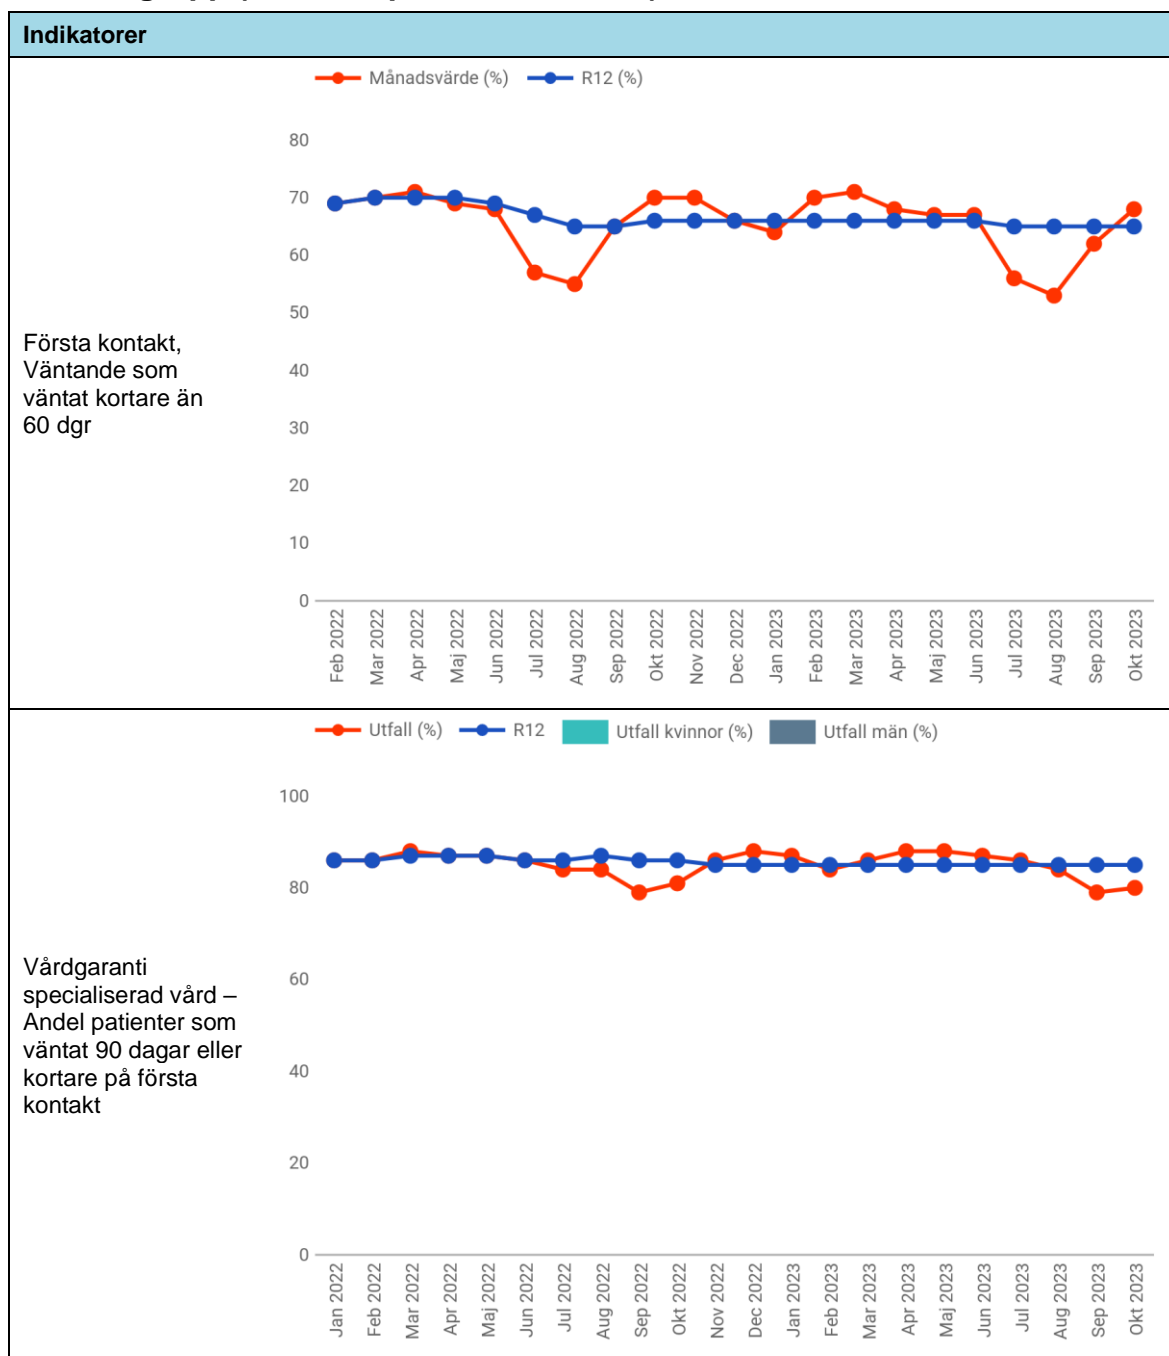 Indikatorer
Månadsvärde (%) R12 (%)
80
70
60
50
40
30
20
10
0
Första kontakt,
Väntande som
väntat kortare än
60 dgr
Feb 2022
Mar 2022
Apr 2022
Maj 2022
Jun 2022
Jul 2022
Aug 2022
Sep 2022
Okt 2022
Nov 2022
Dec 2022
Jan 2023
Feb 2023
Mar 2023
Apr 2023
Maj 2023
Jun 2023
Jul 2023
Aug 2023
Sep 2023
Okt 2023
Utfall (%) R12 Utfall kvinnor (%) Utfall män (%)
100
80
60
40
20
0
Vårdgaranti
specialiserad vård –
Andel patienter som
väntat 90 dagar eller
kortare på första
kontakt
Jan 2022
Feb 2022
Mar 2022
Apr 2022
Maj 2022
Jun 2022
Jul 2022
Aug 2022
Sep 2022
Okt 2022
Nov 2022
Dec 2022
Jan 2023
Feb 2023
Mar 2023
Apr 2023
Maj 2023
Jun 2023
Jul 2023
Aug 2023
Sep 2023
Okt 2023